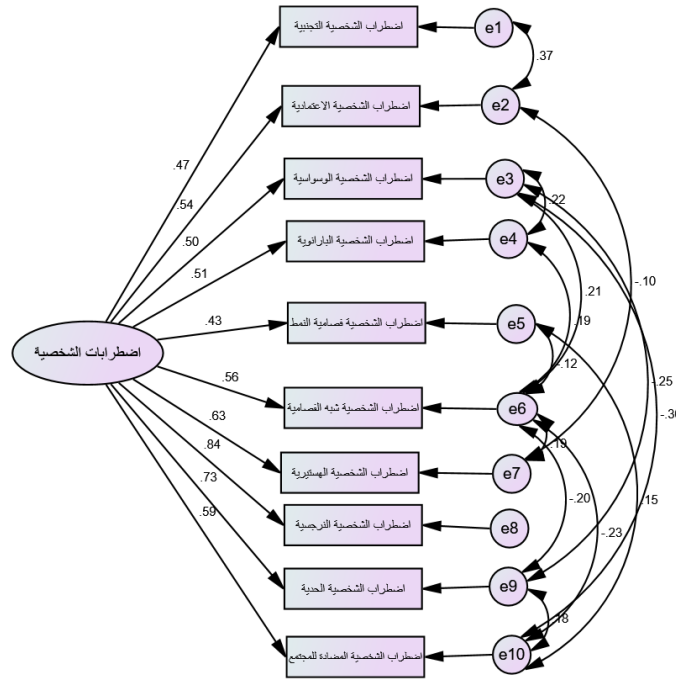 اضطراب الشخصية التجنبية
e1
.37
اضطراب الشخصية الاعتمادية
e2
.47
اضطراب الشخصية الوسواسية
e3
.54
.22
.50
اضطراب الشخصية البارانوية
e4
.51
-.10
.21
اضطراب الشخصية فصامية النمط
e5
.43
.19
اضطرابات الشخصية
-.12
.56
-.25
اضطراب الشخصية شبه الفصامية
e6
-.30
.63
.19
اضطراب الشخصية الهستيرية
e7
.84
.73
-.20
.15
.59
اضطراب الشخصية النرجسية
e8
-.23
اضطراب الشخصية الحدية
e9
.18
اضطراب الشخصية المضادة للمجتمع
e10